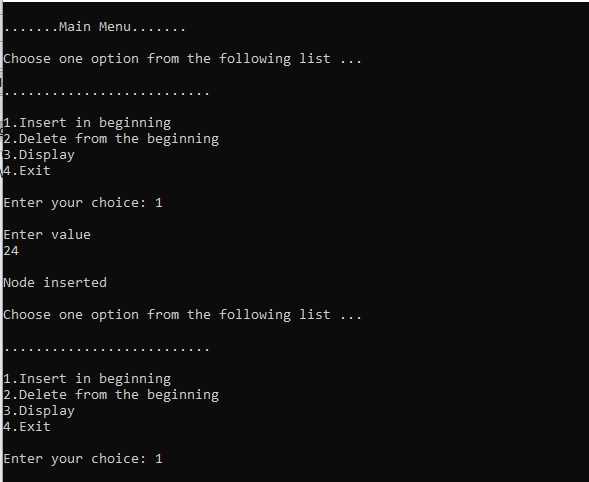 .......Main Menu.......
Choose one option from the following list ...
..........................
1.Insert in beginning
2.Delete from the beginning
3.Display
4.Exit
Enter your choice: 1
Enter value
24
Node inserted
Choose one option from the following list ...
..........................
1.Insert in beginning
2.Delete from the beginning
3.Display
4.Exit
Enter your choice: 1